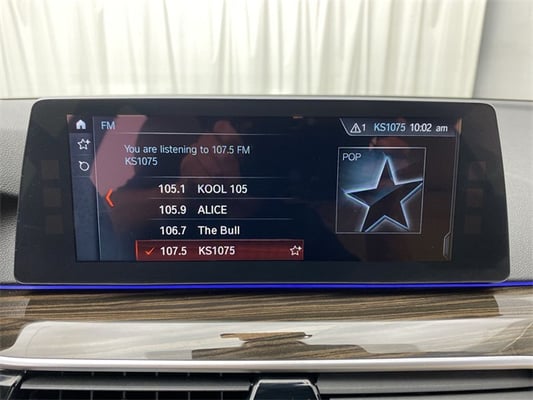 FM
1 KS1075 10:02 am
You are listening to 107.5 FM
KS1075
POP
105.1 KOOL 105
105.9 ALICE
106.7 The Bull
107.5 KS1075